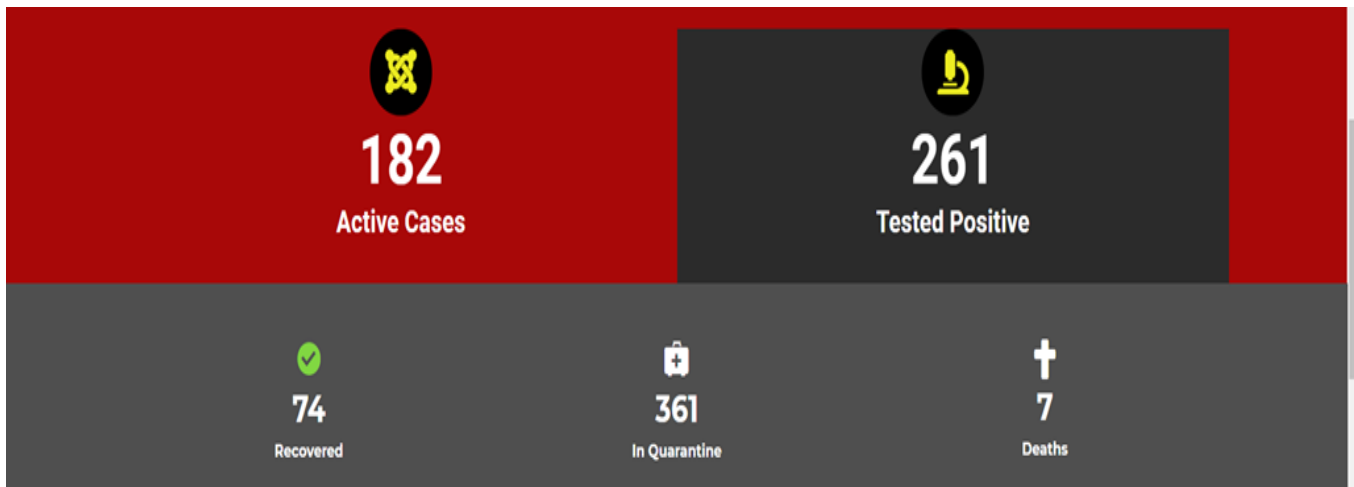 182
Active Cases
261
Tested Positive
74
Recovered
361
In Quarantine
7
Deaths